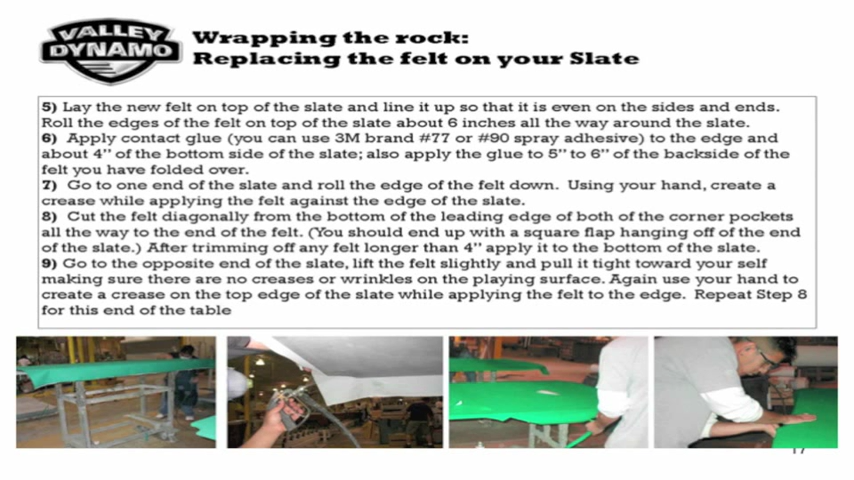 VALLEY
DYNAMO
Wrapping the rock:
Replacing the felt on your Slate
5) Lay the new felt on top of the slate and line it up so that it is even on the sides and ends.
Roll the edges of the felt on top of the slate about 6 inches all the way around the slate.
6) Apply contact glue (you can use 3M brand #77 or #90 spray adhesive) to the edge and
about 4" of the bottom side of the slate; also apply the glue to 5" to 6" of the backside of the
felt you have folded over.
7) Go to one end of the slate and roll the edge of the felt down. Using your hand, create a
crease while applying the felt against the edge of the slate.
8) Cut the felt diagonally from the bottom of the leading edge of both of the corner pockets
all the way to the end of the felt. (You should end up with a square flap hanging off of the end
of the slate.) After trimming off any felt longer than 4" apply it to the bottom of the slate.
9) Go to the opposite end of the slate, lift the felt slightly and pull it tight toward your self
making sure there are no creases or wrinkles on the playing surface. Again use your hand to
create a crease on the top edge of the slate while applying the felt to the edge. Repeat Step 8
for this end of the table
17